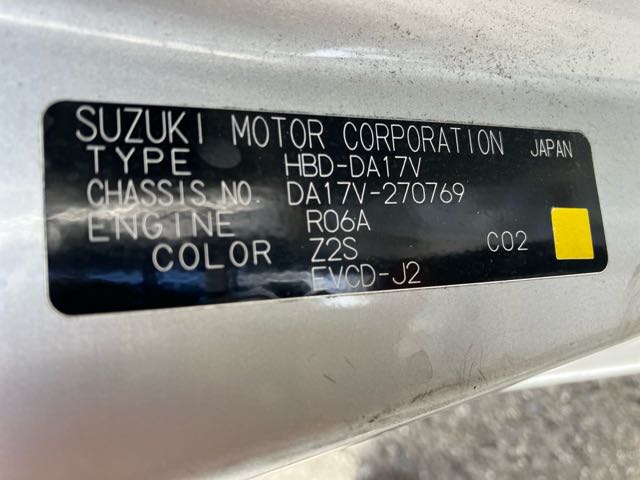 SUZUKI MOTOR CORPORATION JAPAN
TYPE HBD-DA17V
CHASSIS NO. DA17V-270769
ENGINE R06A
COLOR Z2S C02
EVCD-J2